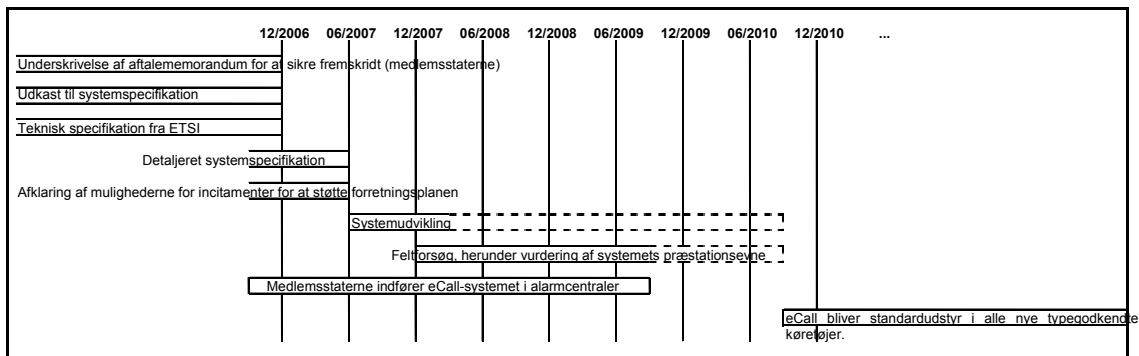 12/2006 06/2007 12/2007 06/2008 12/2008 06/2009 12/2009 06/2010 12/2010 ...
Underskrivelse af aftalememorandum for at sikre fremskridt (medlemsstaterne)
Udkast til systemspecifikation
Teknisk specifikation fra ETSI
Detaljeret systemspecifikation
Afklaring af mulighederne for incitamenter for at støtte forretningsplanen
Systemudvikling
Feltforsøg, herunder vurdering af systemets præstationsevne
Medlemsstaterne indfører eCall-systemet i alarmcentraler
eCall bliver standardudstyr i alle nye typegodkendte
køretøjer.